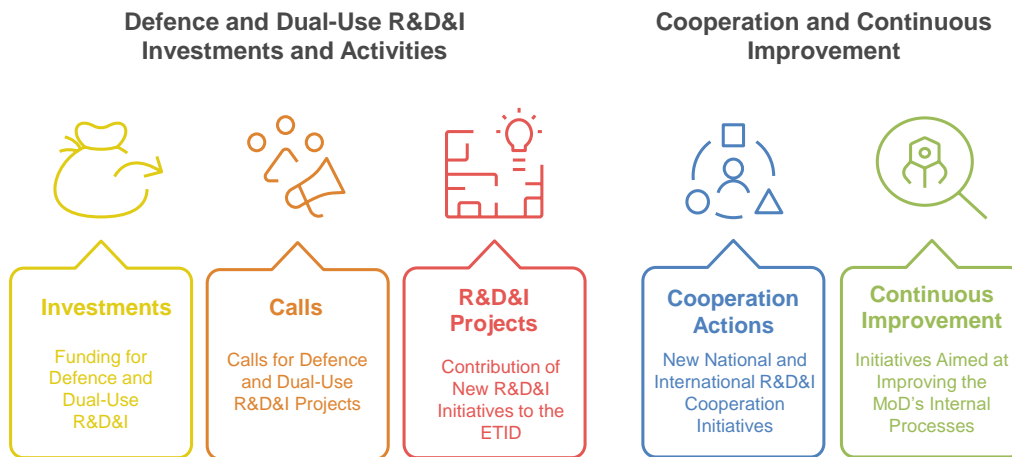 Defence and Dual-Use R&D&I
Investments and Activities
Cooperation and Continuous
Improvement
Investments
Funding for
Defence and
Dual-Use
R&D&I
Calls
Calls for Defence
and Dual-Use
R&D&I Projects
R&D&I
Projects
Contribution of
New R&D&I
Initiatives to the
ETID
Cooperation
Actions
New National and
International R&D&I
Cooperation
Initiatives
Continuous
Improvement
Initiatives Aimed at
Improving the
MoD's Internal
Processes